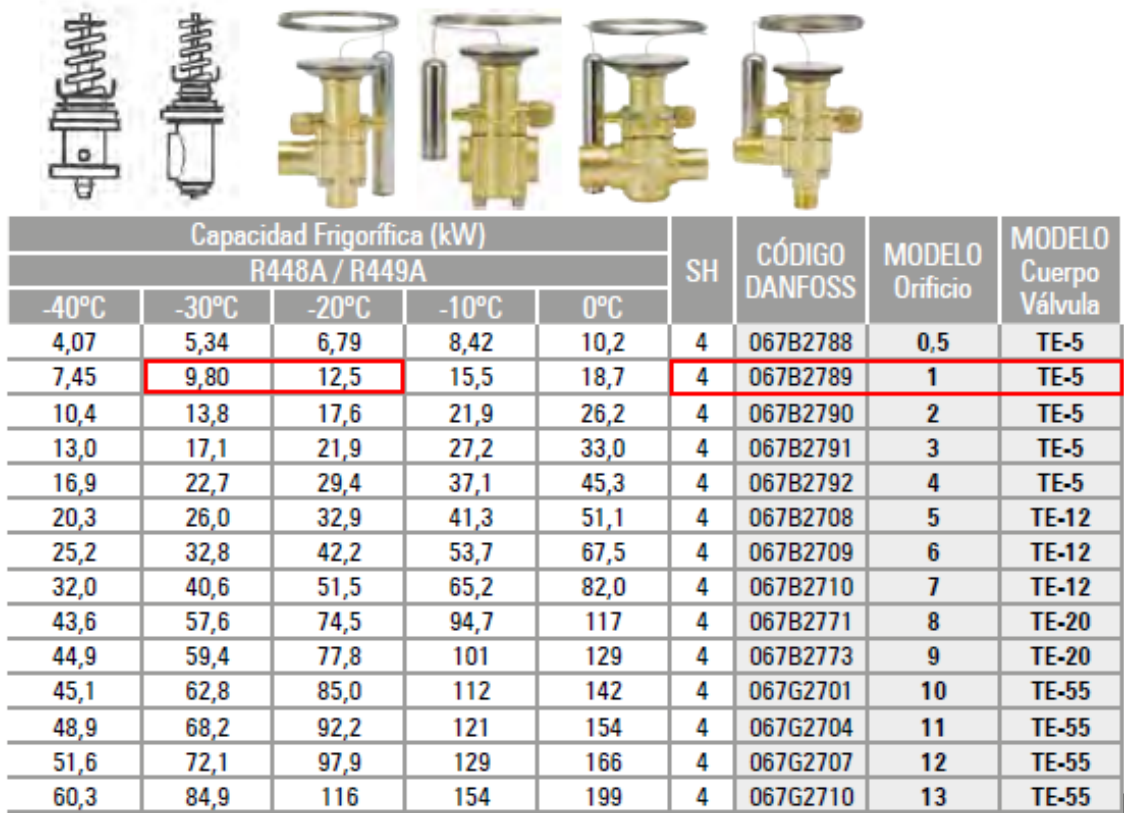 Capacidad Frigorífica (kW)
R448A / R449A
-40ºC -30ºC -20ºC -10ºC 0ºC SH CÓDIGO DANFOSS MODELO Orificio MODELO Cuerpo Válvula
4,07 5,34 6,79 8,42 10,2 4 067B2788 0,5 TE-5
7,45 9,80 12,5 15,5 18,7 4 067B2789 1 TE-5
10,4 13,8 17,6 21,9 26,2 4 067B2790 2 TE-5
13,0 17,1 21,9 27,2 33,0 4 067B2791 3 TE-5
16,9 22,7 29,4 37,1 45,3 4 067B2792 4 TE-5
20,3 26,0 32,9 41,3 51,1 4 067B2708 5 TE-12
25,2 32,8 42,2 53,7 67,5 4 067B2709 6 TE-12
32,0 40,6 51,5 65,2 82,0 4 067B2710 7 TE-12
43,6 57,6 74,5 94,7 117 4 067B2771 8 TE-20
44,9 59,4 77,8 101 129 4 067B2773 9 TE-20
45,1 62,8 85,0 112 142 4 067G2701 10 TE-55
48,9 68,2 92,2 121 154 4 067G2704 11 TE-55
51,6 72,1 97,9 129 166 4 067G2707 12 TE-55
60,3 84,9 116 154 199 4 067G2710 13 TE-55